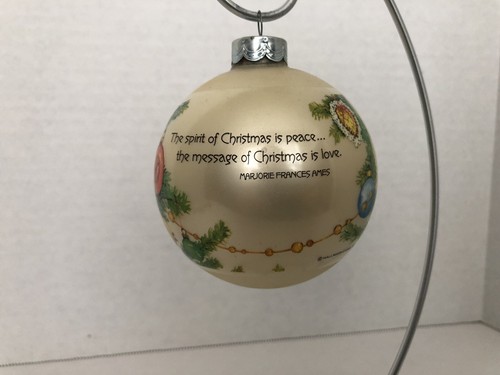 The spirit of Christmas is peace...
the message of Christmas is love.
MARJORIE FRANCES AMES